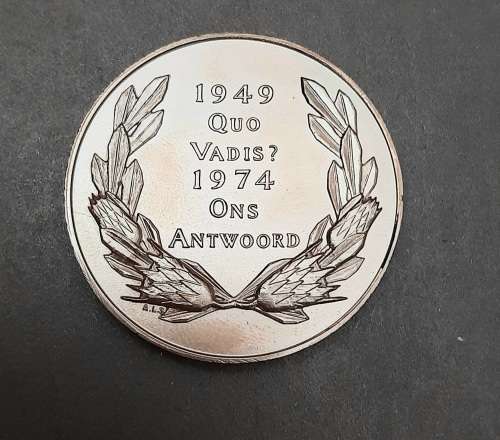 1949
QUO
VADIS?
1974
ONS
ANTWOORD
A.L.S